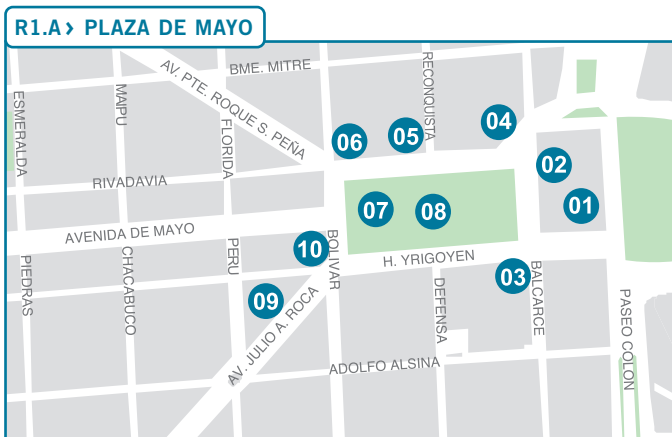 R1.A> PLAZA DE MAYO
BME. MITRE
AV. PTE. ROQUE S. PEÑA
RECONQUISTA
ESMERALDA
MAIPU
FLORIDA
04
05
06
02
RIVADAVIA
01
07
08
AVENIDA DE MAYO
10
BOLIVAR
H. YRIGOYEN
PERU
CHACABUCO
PIEDRAS
03
BALCARCE
DEFENSA
09
AV. JULIO A. ROCA
PASEO COLON
ADOLFO ALSINA